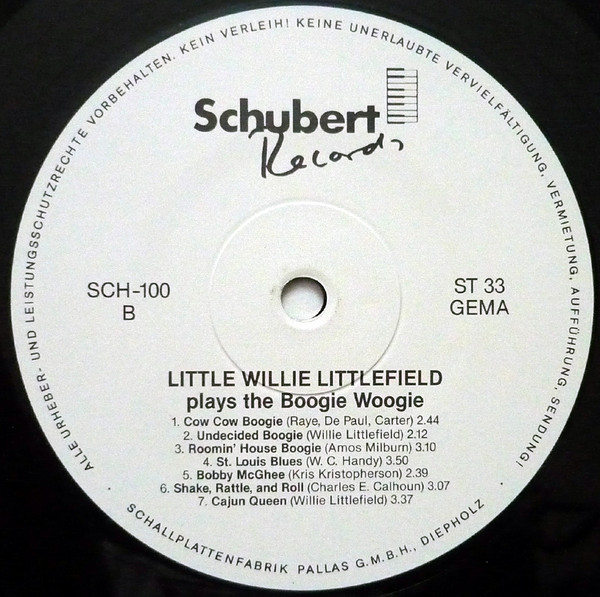 ALLE URHEBER- UND LEISTUNGSSCHUTZRECHTE VORBEHALTEN. KEIN VERLEIH! KEINE UNERLAUBTE VERVIELFÄLTIGUNG, VERMIETUNG, AUFFÜHRUNG, SENDUNG!
Schubert
Records
SCH-100
B
ST 33
GEMA
LITTLE WILLIE LITTLEFIELD
plays the Boogie Woogie
1. Cow Cow Boogie (Raye, De Paul, Carter) 2.44
2. Undecided Boogie (Willie Littlefield) 2.12
3. Roomin' House Boogie (Amos Milburn) 3.10
4. St. Louis Blues (W. C. Handy) 3.50
5. Bobby McGhee (Kris Kristopherson) 2.39
6. Shake, Rattle, and Roll (Charles E. Calhoun) 3.07
7. Cajun Queen (Willie Littlefield) 3.37
· SCHALLPLATTENFABRIK PALLAS G.M.B.H., DIEPHOLZ ·